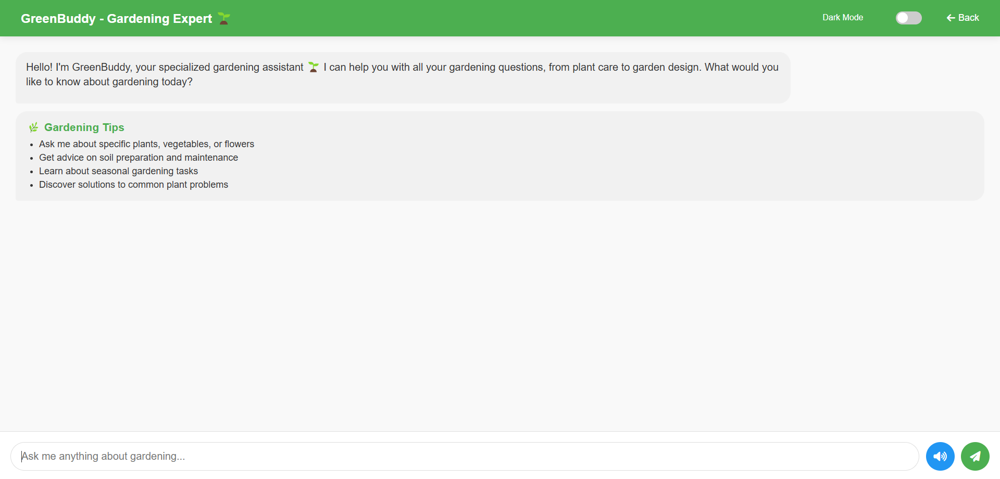 GreenBuddy - Gardening Expert 🌱
Dark Mode
← Back
Hello! I'm GreenBuddy, your specialized gardening assistant 🌱 I can help you with all your gardening questions, from plant care to garden design. What would you
like to know about gardening today?
🌿 Gardening Tips
• Ask me about specific plants, vegetables, or flowers
• Get advice on soil preparation and maintenance
• Learn about seasonal gardening tasks
• Discover solutions to common plant problems
Ask me anything about gardening...